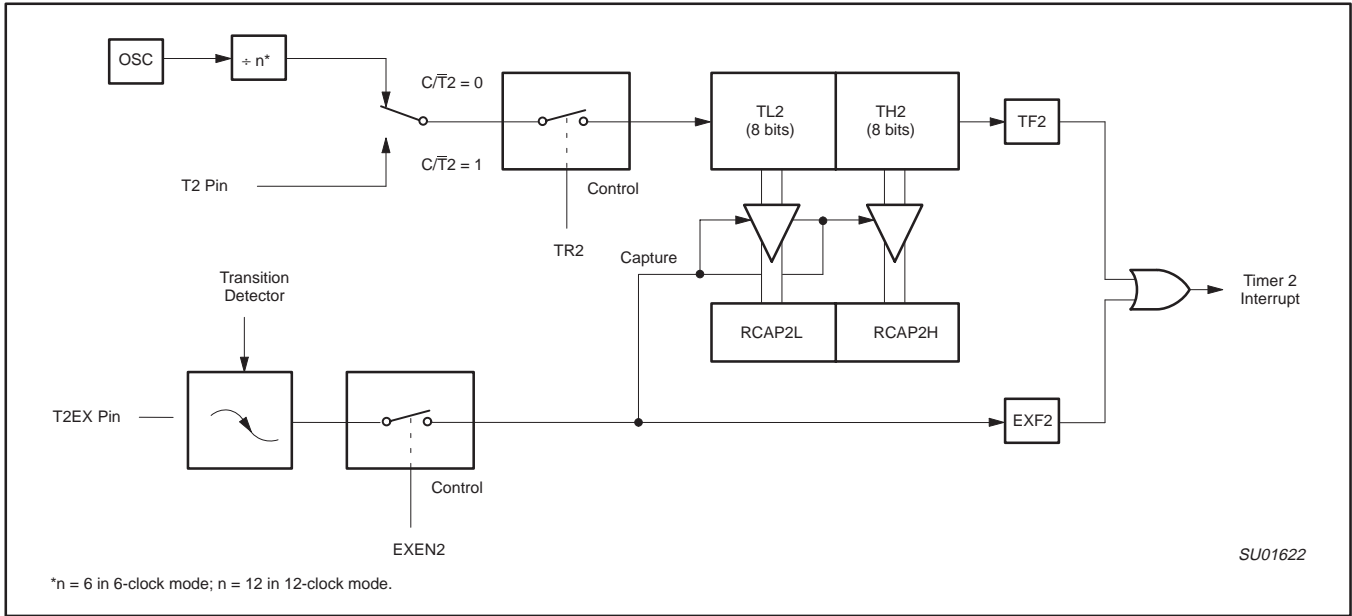 OSC
÷ n*
C/T̅2 = 0
C/T̅2 = 1
T2 Pin
Control
TR2
TL2
(8 bits)
TH2
(8 bits)
TF2
Capture
Transition
Detector
RCAP2L
RCAP2H
Timer 2
Interrupt
T2EX Pin
Control
EXEN2
EXF2
SU01622
*n = 6 in 6-clock mode; n = 12 in 12-clock mode.